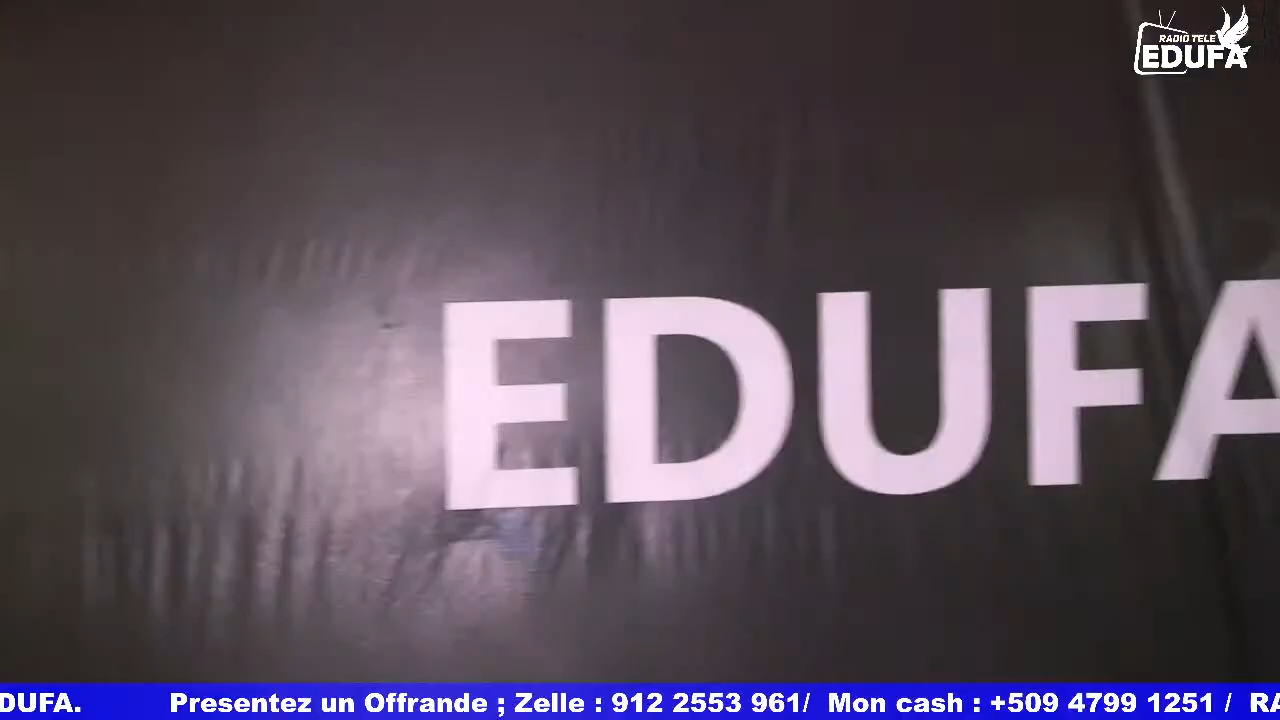 RADIO TELE
EDUFA
EDUFA
DUFA. Presentez un Offrande ; Zelle : 912 2553 961/ Mon cash : +509 4799 1251 / RA